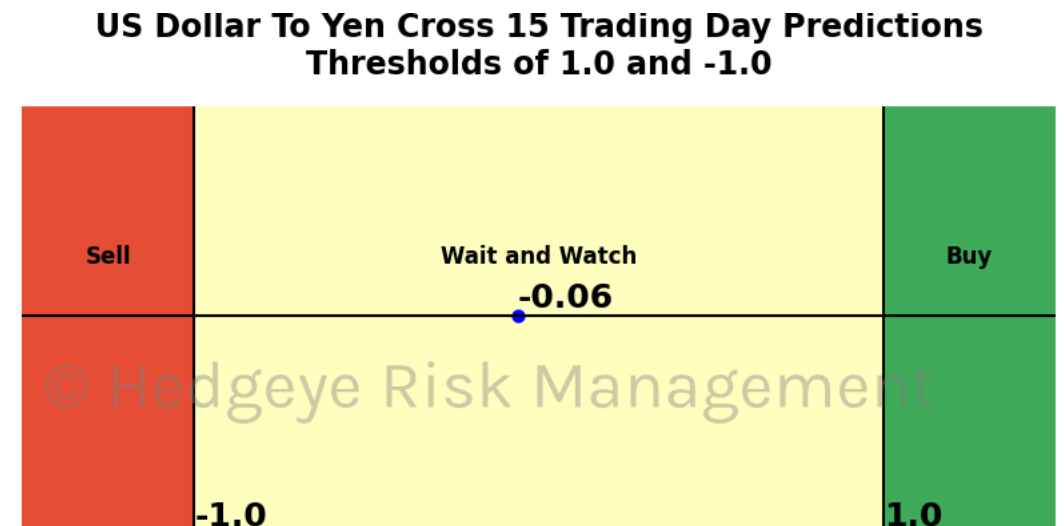 US Dollar To Yen Cross 15 Trading Day Predictions
Thresholds of 1.0 and -1.0
Sell
Wait and Watch
Buy
-0.06
© Hedgeye Risk Management
-1.0
1.0